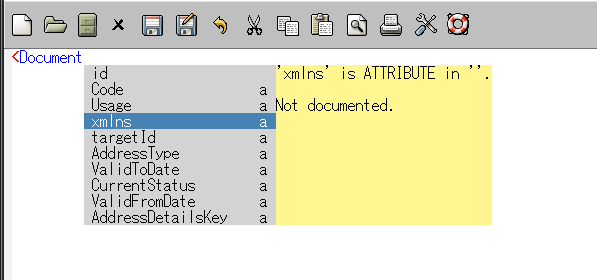 <Document
id 'xmlns' is ATTRIBUTE in ''.
Code a
Usage a Not documented.
xmlns a
targetId a
AddressType a
ValidToDate a
CurrentStatus a
ValidFromDate a
AddressDetailsKey a